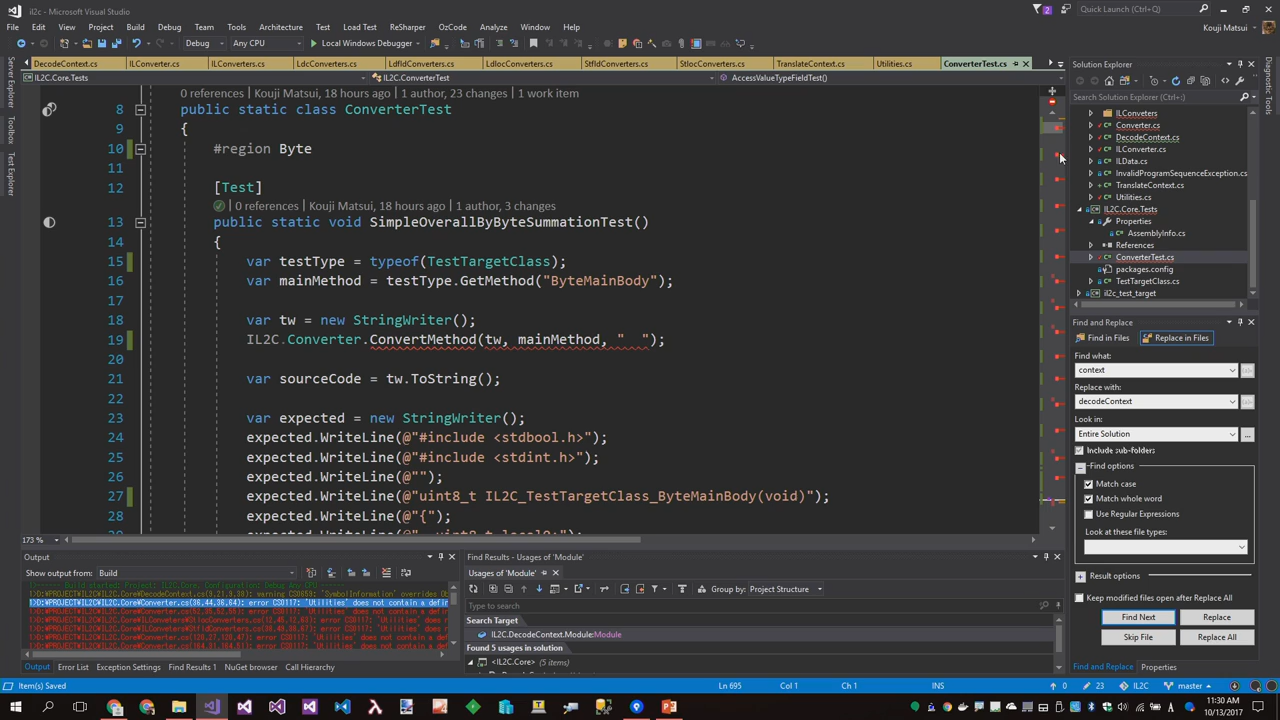 il2c - Microsoft Visual Studio
2
Quick Launch (Ctrl+Q)
File Edit View Project Build Debug Team Tools Architecture Test Load Test ReSharper OzCode Analyze Window Help
Kouji Matsui
Debug Any CPU Local Windows Debugger
DecodeContext.cs ILConverter.cs ILConverters.cs LdcConverters.cs LdfldConverters.cs LdlocConverters.cs StfldConverters.cs StlocConverters.cs TranslateContext.cs Utilities.cs ConverterTest.cs
IL2C.Core.Tests IL2C.ConverterTest AccessValueTypeFieldTest()
Server Explorer
Toolbox
Test Explorer
0 references | Kouji Matsui, 18 hours ago | 1 author, 23 changes | 1 work item
8 public static class ConverterTest
9 {
10 #region Byte
11
12 [Test]
0 references | Kouji Matsui, 18 hours ago | 1 author, 3 changes
13 public static void SimpleOverallByByteSummationTest()
14 {
15 var testType = typeof(TestTargetClass);
16 var mainMethod = testType.GetMethod("ByteMainBody");
17
18 var tw = new StringWriter();
19 IL2C.Converter.ConvertMethod(tw, mainMethod, "  ");
20
21 var sourceCode = tw.ToString();
22
23 var expected = new StringWriter();
24 expected.WriteLine(@"#include <stdbool.h>");
25 expected.WriteLine(@"#include <stdint.h>");
26 expected.WriteLine(@"");
27 expected.WriteLine(@"uint8_t IL2C_TestTargetClass_ByteMainBody(void)");
28 expected.WriteLine(@"{");
173 %
Solution Explorer
Search Solution Explorer (Ctrl+:)
ILConveters
Converter.cs
DecodeContext.cs
ILConverter.cs
ILData.cs
InvalidProgramSequenceException.cs
TranslateContext.cs
Utilities.cs
IL2C.Core.Tests
Properties
AssemblyInfo.cs
References
ConverterTest.cs
packages.config
TestTargetClass.cs
il2c_test_target
Diagnostic Tools
Find and Replace
Find in Files Replace in Files
Find what:
context
Replace with:
decodeContext
Look in:
Entire Solution
...
Include sub-folders
Find options
Match case
Match whole word
Use Regular Expressions
Look at these file types:
Result options
Keep modified files open after Replace All
Find Next Replace
Skip File Replace All
Find and Replace Properties
Output
Show output from: Build
Find Results - Usages of 'Module'
Usages of 'Module'
Group by: Project Structure
Type to search
Search Target
IL2C.DecodeContext.Module:Module
Found 5 usages in solution
<IL2C.Core> (5 items)
Output Error List Exception Settings Find Results 1 NuGet browser Call Hierarchy
Item(s) Saved
Ln 695 Col 1 Ch 1 INS
0 23 IL2C master
11:30 AM
10/13/2017